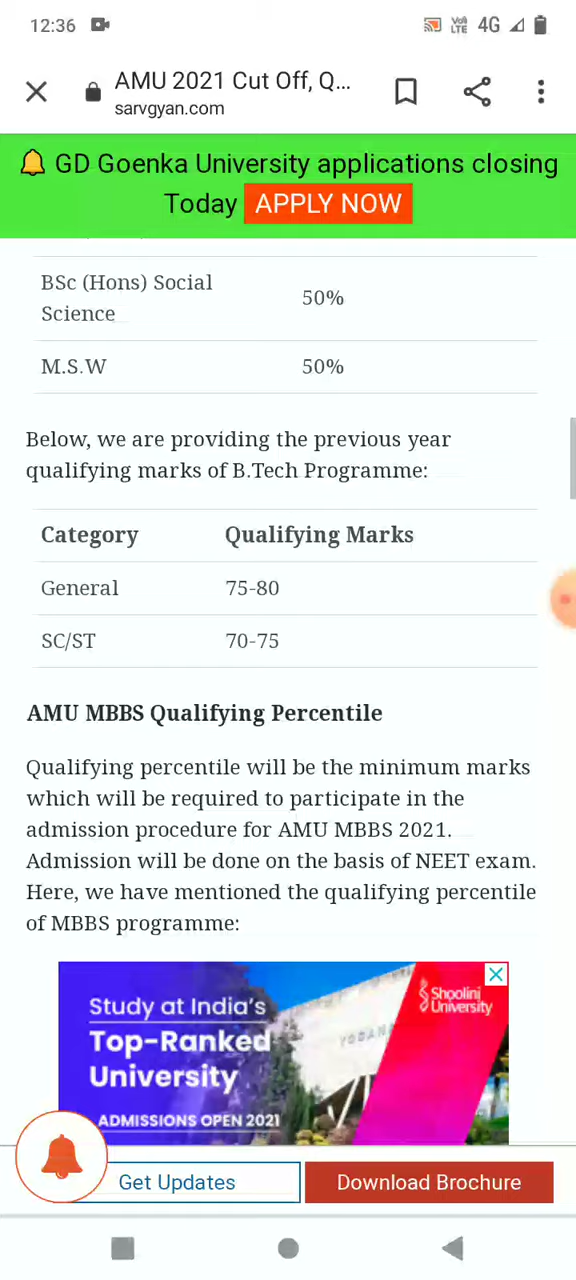 12:36
Vo) LTE 4G
AMU 2021 Cut Off, Q...
sarvgyan.com
GD Goenka University applications closing
Today APPLY NOW
BSc (Hons) Social 50%
Science
M.S.W 50%
Below, we are providing the previous year
qualifying marks of B.Tech Programme:
Category Qualifying Marks
General 75-80
SC/ST 70-75
AMU MBBS Qualifying Percentile
Qualifying percentile will be the minimum marks
which will be required to participate in the
admission procedure for AMU MBBS 2021.
Admission will be done on the basis of NEET exam.
Here, we have mentioned the qualifying percentile
of MBBS programme:
Study at India's
Top-Ranked
University
ADMISSIONS OPEN 2021
Shoolini
University
Get Updates Download Brochure